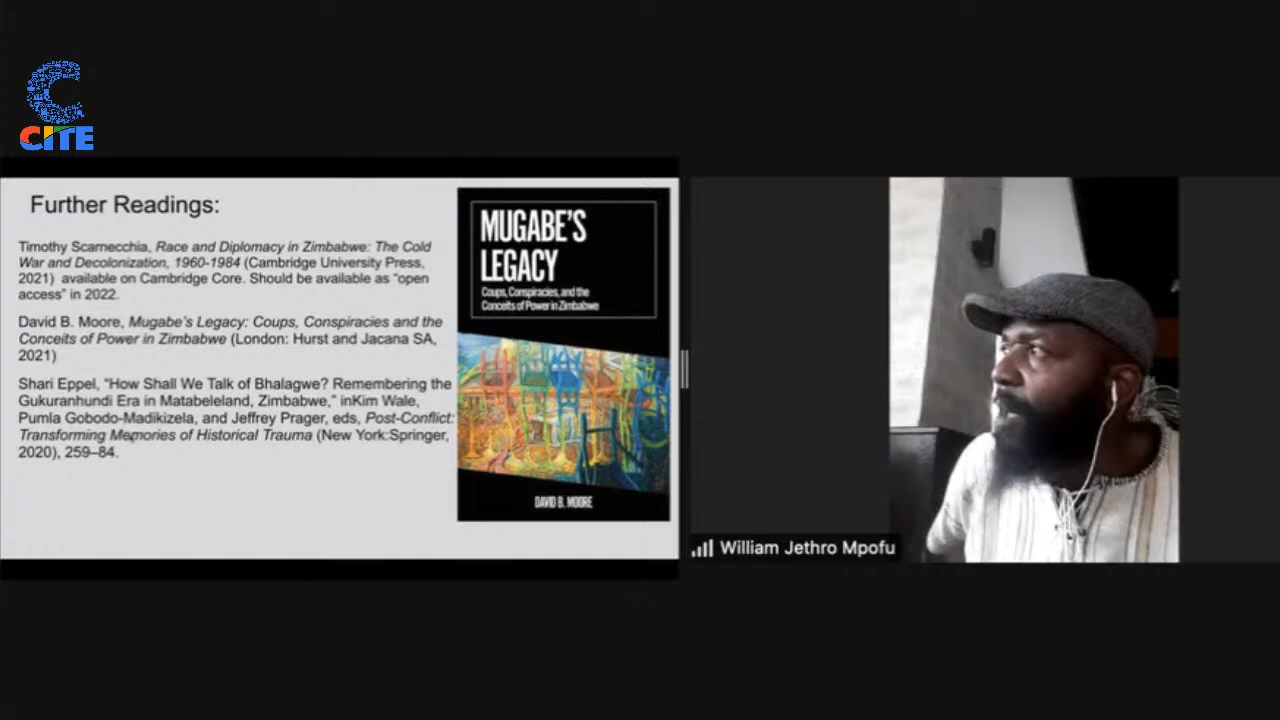 C
CITE
Further Readings:
Timothy Scarnecchia, Race and Diplomacy in Zimbabwe: The Cold
War and Decolonization, 1960-1984 (Cambridge University Press,
2021) available on Cambridge Core. Should be available as “open
access” in 2022.
David B. Moore, Mugabe's Legacy: Coups, Conspiracies and the
Conceits of Power in Zimbabwe (London: Hurst and Jacana SA,
2021)
Shari Eppel, “How Shall We Talk of Bhalagwe? Remembering the
Gukuranhundi Era in Matabeleland, Zimbabwe,” inKim Wale,
Pumla Gobodo-Madikizela, and Jeffrey Prager, eds, Post-Conflict:
Transforming Memories of Historical Trauma (New York:Springer,
2020), 259–84.
MUGABE'S
LEGACY
Coups, Conspiracies, and the
Conceits of Power in Zimbabwe
DAVID B. MOORE
William Jethro Mpofu